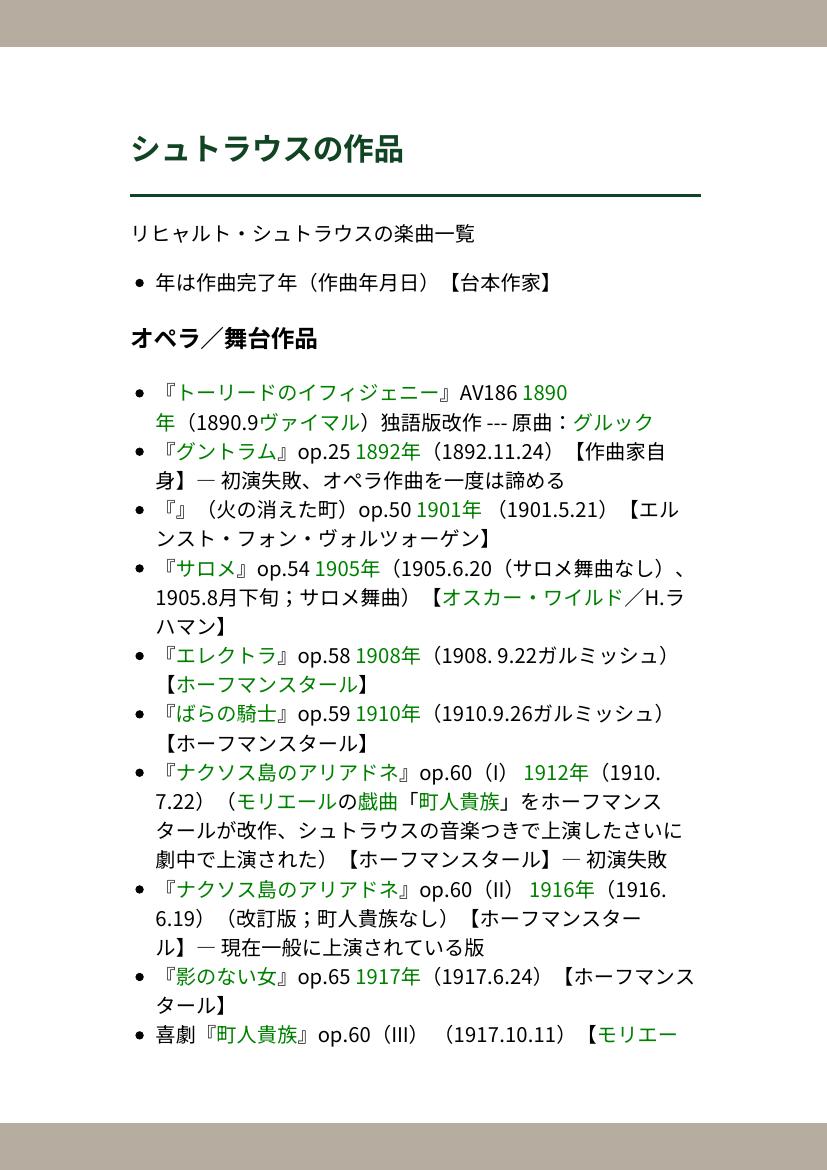 シュトラウスの作品
リヒャルト・シュトラウスの楽曲一覧
• 年は作曲完了年（作曲年月日）【台本作家】
オペラ／舞台作品
• 『トーリードのイフィジェニー』AV186 1890
年（1890.9ヴァイマル）独語版改作 --- 原曲：グルック
• 『グントラム』op.25 1892年（1892.11.24）【作曲家自
身】— 初演失敗、オペラ作曲を一度は諦める
• 『』（火の消えた町）op.50 1901年 （1901.5.21）【エル
ンスト・フォン・ヴォルツォーゲン】
• 『サロメ』op.54 1905年（1905.6.20（サロメ舞曲なし）、
1905.8月下旬；サロメ舞曲）【オスカー・ワイルド／H.ラ
ハマン】
• 『エレクトラ』op.58 1908年（1908. 9.22ガルミッシュ）
【ホーフマンスタール】
• 『ばらの騎士』op.59 1910年（1910.9.26ガルミッシュ）
【ホーフマンスタール】
• 『ナクソス島のアリアドネ』op.60（I） 1912年（1910.
7.22）（モリエールの戯曲「町人貴族」をホーフマンス
タールが改作、シュトラウスの音楽つきで上演したさいに
劇中で上演された）【ホーフマンスタール】— 初演失敗
• 『ナクソス島のアリアドネ』op.60（II） 1916年（1916.
6.19）（改訂版；町人貴族なし）【ホーフマンスター
ル】— 現在一般に上演されている版
• 『影のない女』op.65 1917年（1917.6.24）【ホーフマンス
タール】
• 喜劇『町人貴族』op.60（III） （1917.10.11）【モリエー